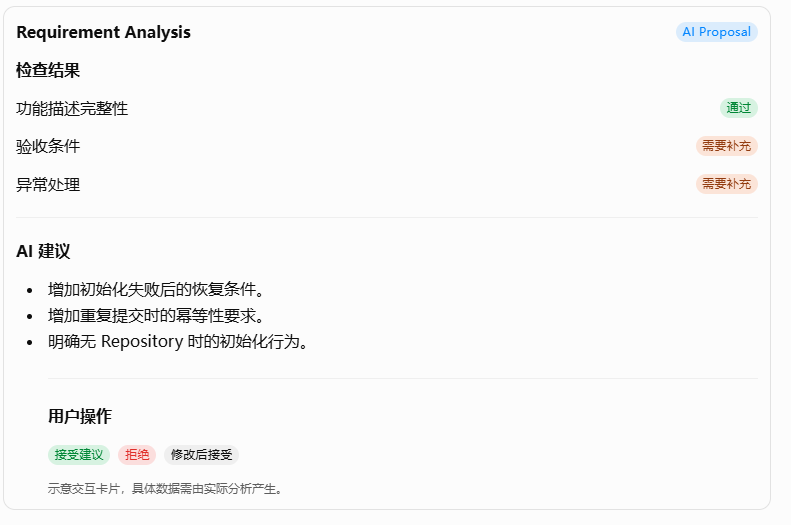 Requirement Analysis AI Proposal
检查结果
功能描述完整性 通过
验收条件 需要补充
异常处理 需要补充
AI 建议
• 增加初始化失败后的恢复条件。
• 增加重复提交时的幂等性要求。
• 明确无 Repository 时的初始化行为。
用户操作
接受建议 拒绝 修改后接受
示意交互卡片，具体数据需由实际分析产生。